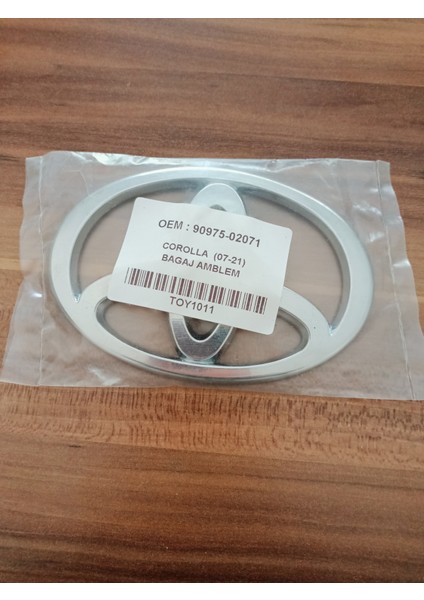 OEM : 90975-02071
COROLLA (07-21)
BAGAJ AMBLEM
TOY1011